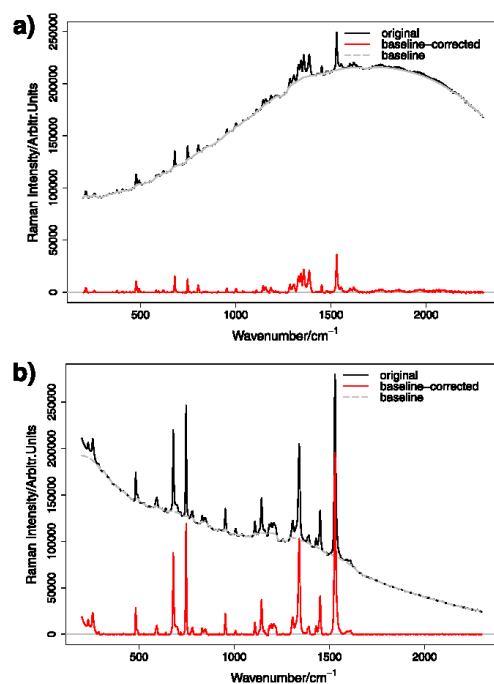 a)
original
baseline−corrected
baseline
Raman Intensity/Arbitr.Units
0
50000
100000
150000
200000
250000
500
1000
1500
2000
Wavenumber/cm⁻¹
b)
original
baseline−corrected
baseline
Raman Intensity/Arbitr.Units
0
50000
100000
150000
200000
250000
500
1000
1500
2000
Wavenumber/cm⁻¹